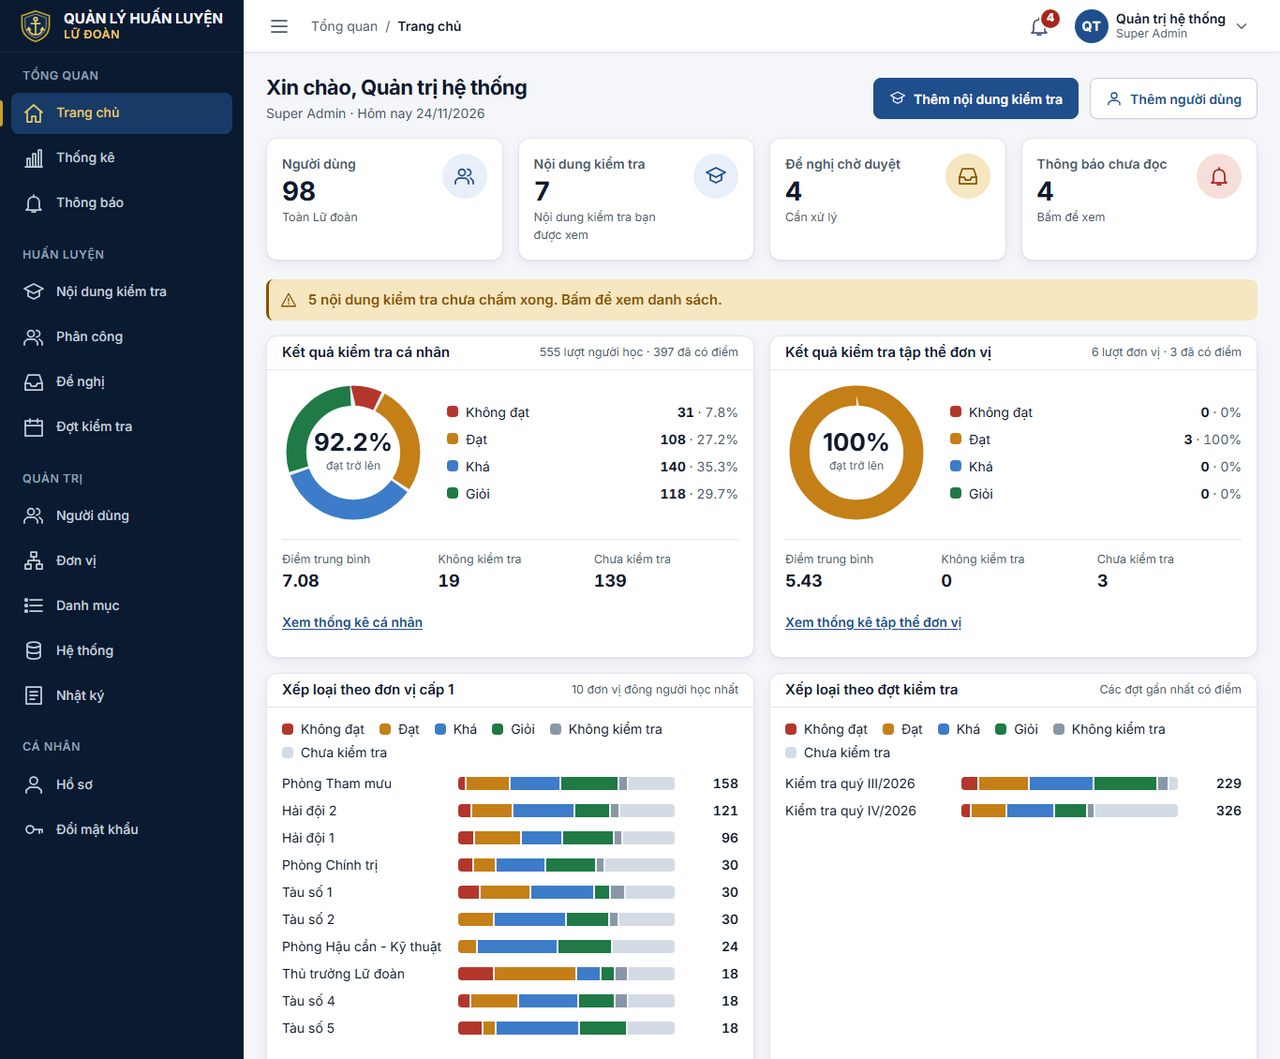 QUẢN LÝ HUẤN LUYỆN
LỮ ĐOÀN
TỔNG QUAN
Trang chủ
Thống kê
Thông báo
HUẤN LUYỆN
Nội dung kiểm tra
Phân công
Đề nghị
Đợt kiểm tra
QUẢN TRỊ
Người dùng
Đơn vị
Danh mục
Hệ thống
Nhật ký
CÁ NHÂN
Hồ sơ
Đổi mật khẩu
Tổng quan / Trang chủ
4
QT
Quản trị hệ thống
Super Admin
Xin chào, Quản trị hệ thống
Super Admin · Hôm nay 24/11/2026
Thêm nội dung kiểm tra
Thêm người dùng
Người dùng
98
Toàn Lữ đoàn
Nội dung kiểm tra
7
Nội dung kiểm tra bạn
được xem
Đề nghị chờ duyệt
4
Cần xử lý
Thông báo chưa đọc
4
Bấm để xem
5 nội dung kiểm tra chưa chấm xong. Bấm để xem danh sách.
Kết quả kiểm tra cá nhân
555 lượt người học · 397 đã có điểm
92.2%
đạt trở lên
Không đạt 31 · 7.8%
Đạt 108 · 27.2%
Khá 140 · 35.3%
Giỏi 118 · 29.7%
Điểm trung bình Không kiểm tra Chưa kiểm tra
7.08 19 139
Xem thống kê cá nhân
Kết quả kiểm tra tập thể đơn vị
6 lượt đơn vị · 3 đã có điểm
100%
đạt trở lên
Không đạt 0 · 0%
Đạt 3 · 100%
Khá 0 · 0%
Giỏi 0 · 0%
Điểm trung bình Không kiểm tra Chưa kiểm tra
5.43 0 3
Xem thống kê tập thể đơn vị
Xếp loại theo đơn vị cấp 1
10 đơn vị đông người học nhất
Không đạt Đạt Khá Giỏi Không kiểm tra
Chưa kiểm tra
Phòng Tham mưu 158
Hải đội 2 121
Hải đội 1 96
Phòng Chính trị 30
Tàu số 1 30
Tàu số 2 30
Phòng Hậu cần - Kỹ thuật 24
Thủ trưởng Lữ đoàn 18
Tàu số 4 18
Tàu số 5 18
Xếp loại theo đợt kiểm tra
Các đợt gần nhất có điểm
Không đạt Đạt Khá Giỏi Không kiểm tra
Chưa kiểm tra
Kiểm tra quý III/2026 229
Kiểm tra quý IV/2026 326